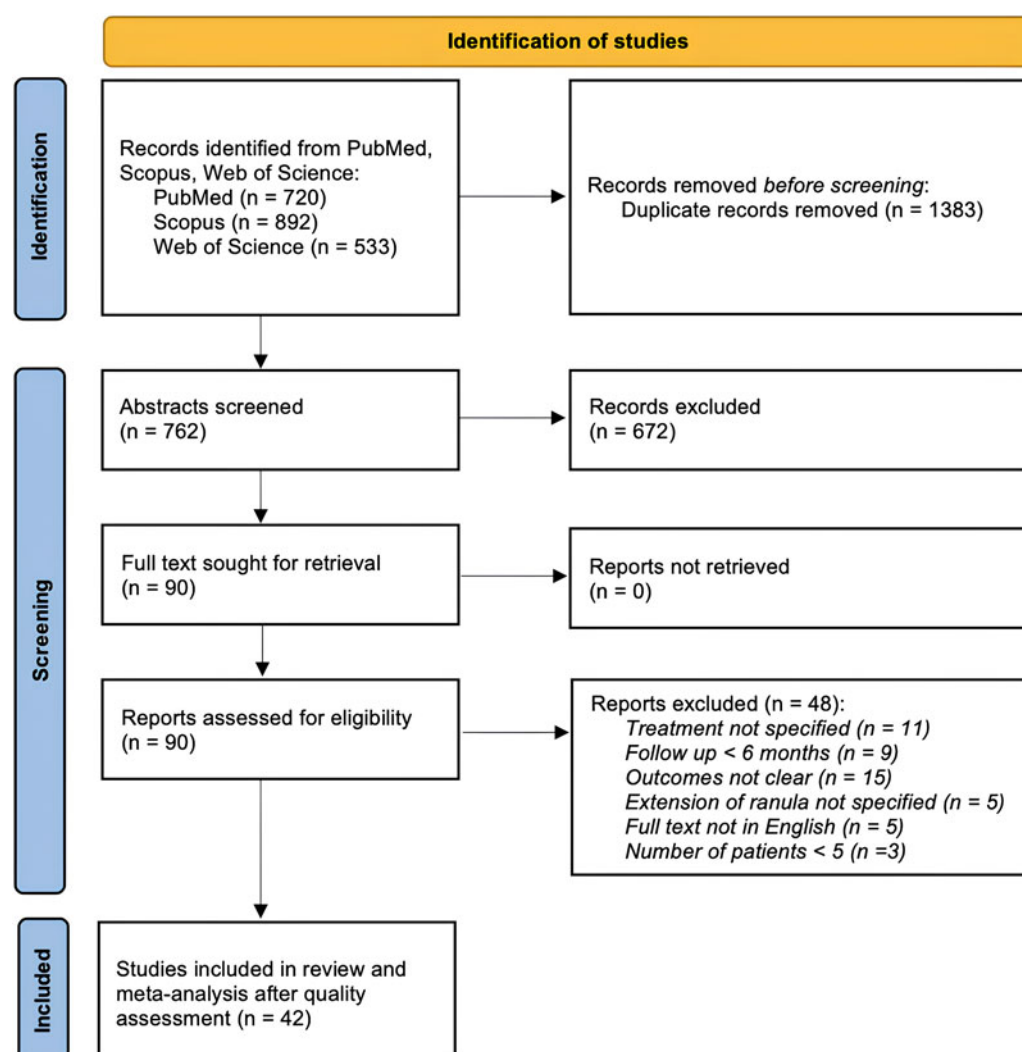 Identification of studies
Identification
Records identified from PubMed,
Scopus, Web of Science:
PubMed (n = 720)
Scopus (n = 892)
Web of Science (n = 533)
Records removed before screening:
Duplicate records removed (n = 1383)
Screening
Abstracts screened
(n = 762)
Records excluded
(n = 672)
Full text sought for retrieval
(n = 90)
Reports not retrieved
(n = 0)
Reports assessed for eligibility
(n = 90)
Reports excluded (n = 48):
Treatment not specified (n = 11)
Follow up < 6 months (n = 9)
Outcomes not clear (n = 15)
Extension of ranula not specified (n = 5)
Full text not in English (n = 5)
Number of patients < 5 (n =3)
Included
Studies included in review and
meta-analysis after quality
assessment (n = 42)